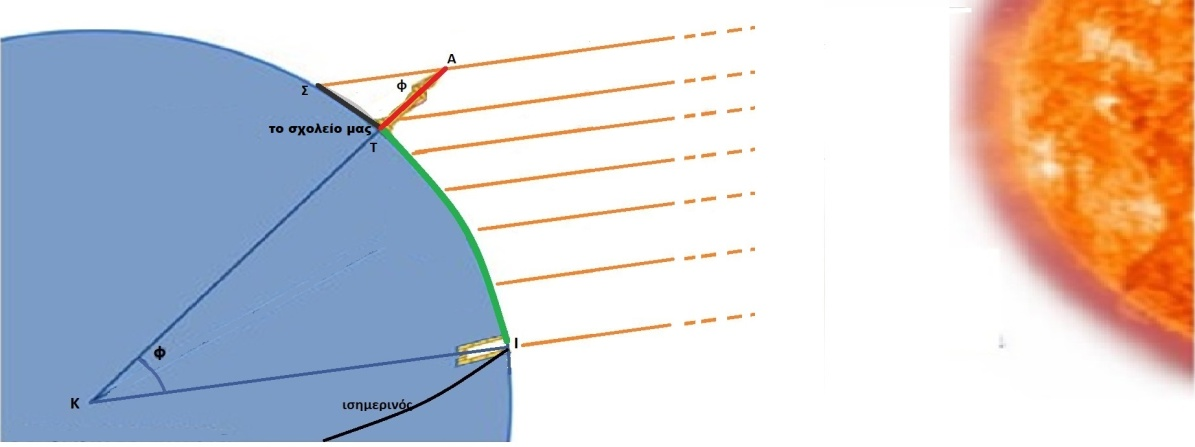 Α
φ
Σ
το σχολείο μας
Τ
Ι
φ
Κ
ισημερινός